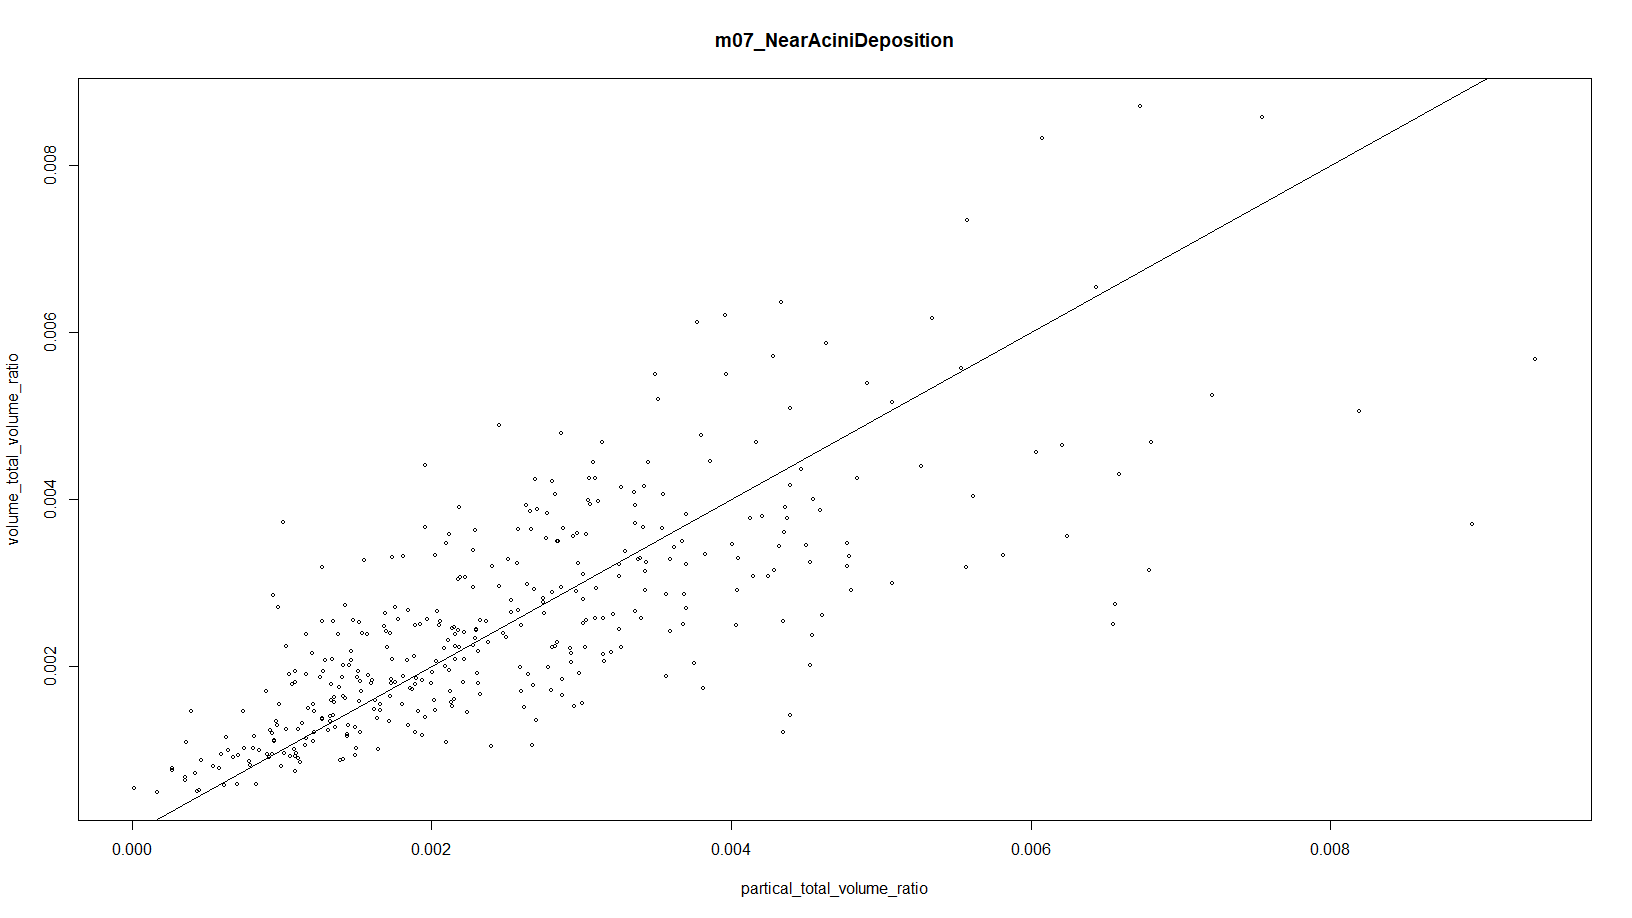 m07_NearAciniDeposition
volume_total_volume_ratio
0.008
0.006
0.004
0.002
0.000 0.002 0.004 0.006 0.008
partical_total_volume_ratio